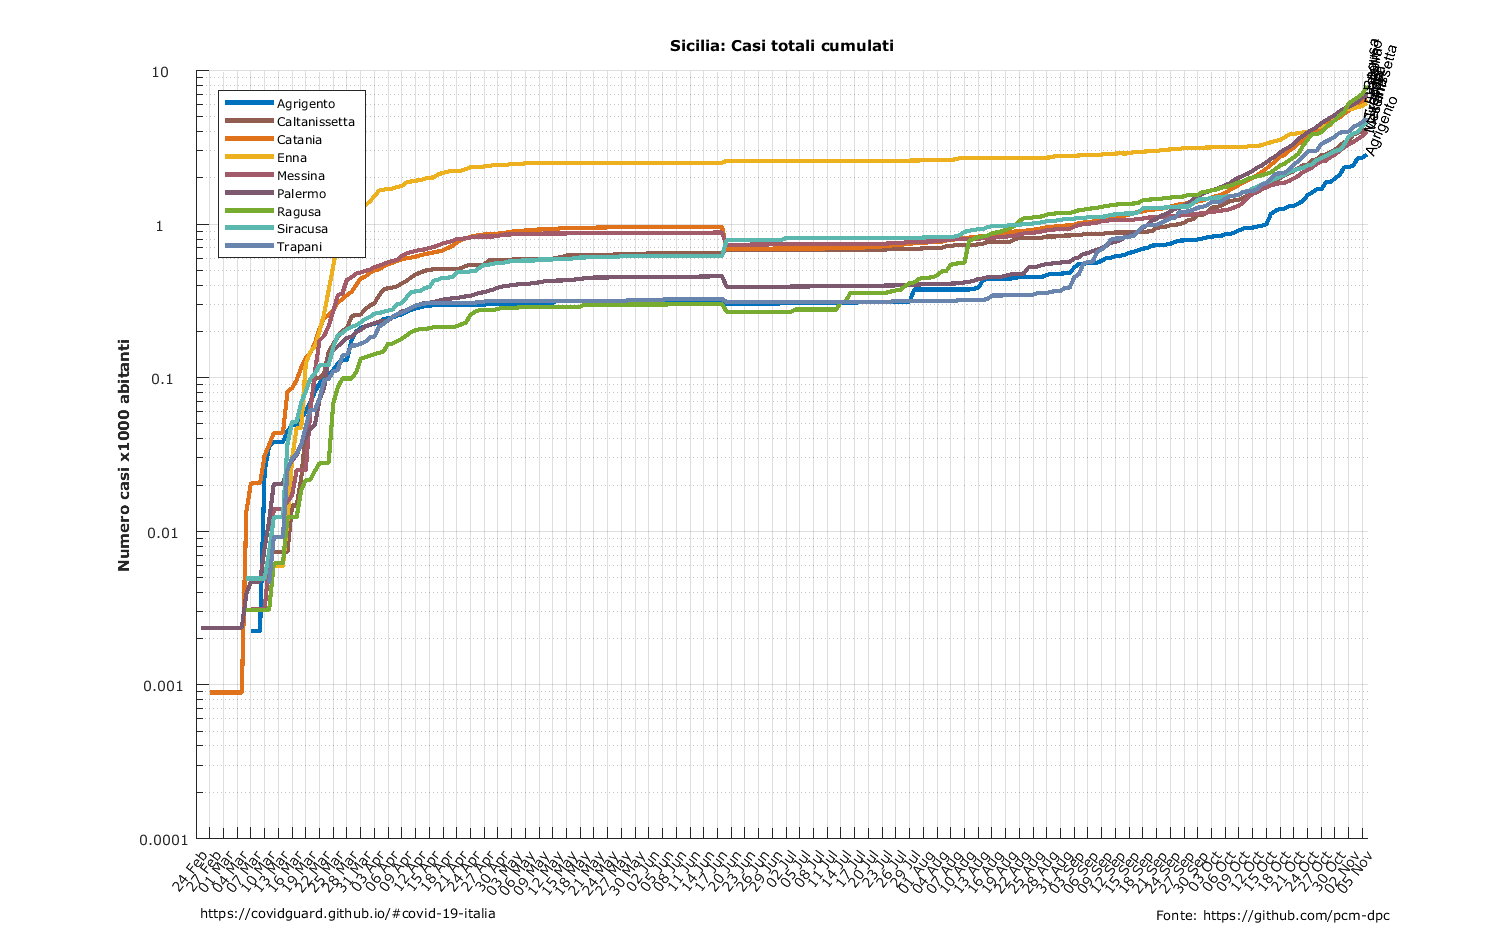 Sicilia: Casi totali cumulati
10
1
0.1
0.01
0.001
0.0001
Numero casi x1000 abitanti
Agrigento
Caltanissetta
Catania
Enna
Messina
Palermo
Ragusa
Siracusa
Trapani
Agrigento
24 Feb
27 Feb
01 Mar
04 Mar
07 Mar
10 Mar
13 Mar
16 Mar
19 Mar
22 Mar
25 Mar
28 Mar
31 Mar
03 Apr
06 Apr
09 Apr
12 Apr
15 Apr
18 Apr
21 Apr
24 Apr
27 Apr
30 Apr
03 May
06 May
09 May
12 May
15 May
18 May
21 May
24 May
27 May
30 May
02 Jun
05 Jun
08 Jun
11 Jun
14 Jun
17 Jun
20 Jun
23 Jun
26 Jun
29 Jun
02 Jul
05 Jul
08 Jul
11 Jul
14 Jul
17 Jul
20 Jul
23 Jul
26 Jul
29 Jul
01 Aug
04 Aug
07 Aug
10 Aug
13 Aug
16 Aug
19 Aug
22 Aug
25 Aug
28 Aug
31 Aug
03 Sep
06 Sep
09 Sep
12 Sep
15 Sep
18 Sep
21 Sep
24 Sep
27 Sep
30 Sep
03 Oct
06 Oct
09 Oct
12 Oct
15 Oct
18 Oct
21 Oct
24 Oct
27 Oct
30 Oct
02 Nov
05 Nov
https://covidguard.github.io/#covid-19-italia
Fonte: https://github.com/pcm-dpc